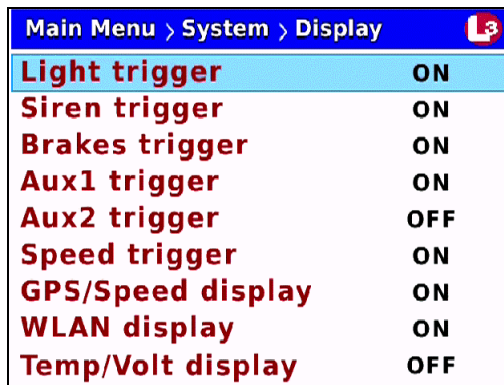 Main Menu > System > Display L3
Light trigger ON
Siren trigger ON
Brakes trigger ON
Aux1 trigger ON
Aux2 trigger OFF
Speed trigger ON
GPS/Speed display ON
WLAN display ON
Temp/Volt display OFF